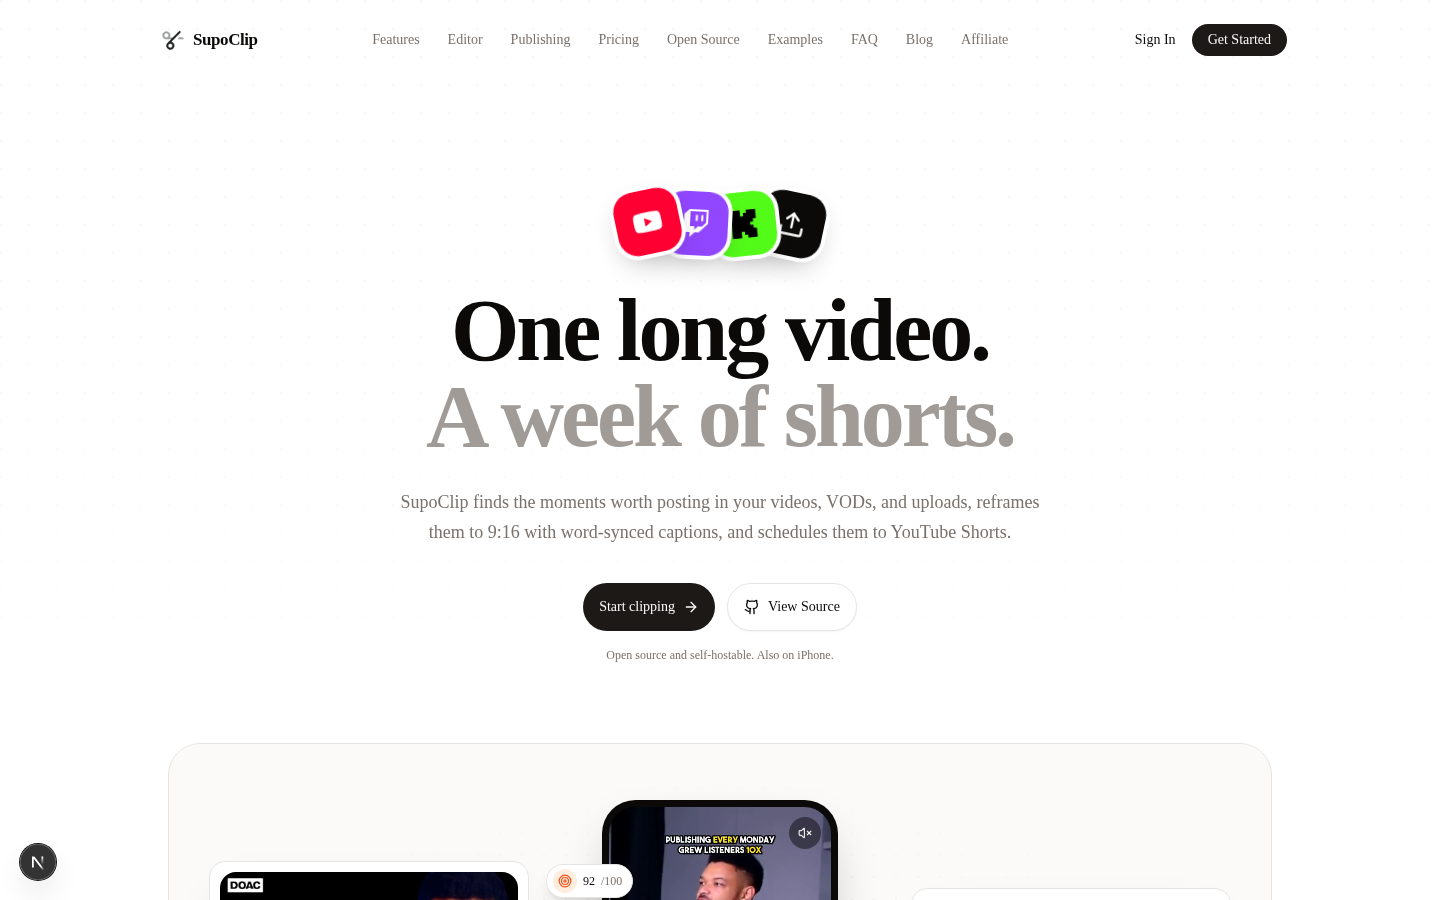 SupoClip
Features
Editor
Publishing
Pricing
Open Source
Examples
FAQ
Blog
Affiliate
Sign In
Get Started
One long video.
A week of shorts.
SupoClip finds the moments worth posting in your videos, VODs, and uploads, reframes
them to 9:16 with word-synced captions, and schedules them to YouTube Shorts.
Start clipping
View Source
Open source and self-hostable. Also on iPhone.
PUBLISHING EVERY MONDAY
GREW LISTENERS 10X
92 /100
DOAC
N